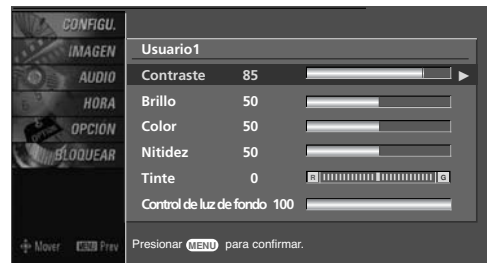 CONFIGU.
IMAGEN
AUDIO
HORA
OPCIÓN
BLOQUEAR
Mover MENU Prev
Usuario1
Contraste 85
Brillo 50
Color 50
Nitidez 50
Tinte 0 R G
Control de luz de fondo 100
Presionar MENU para confirmar.